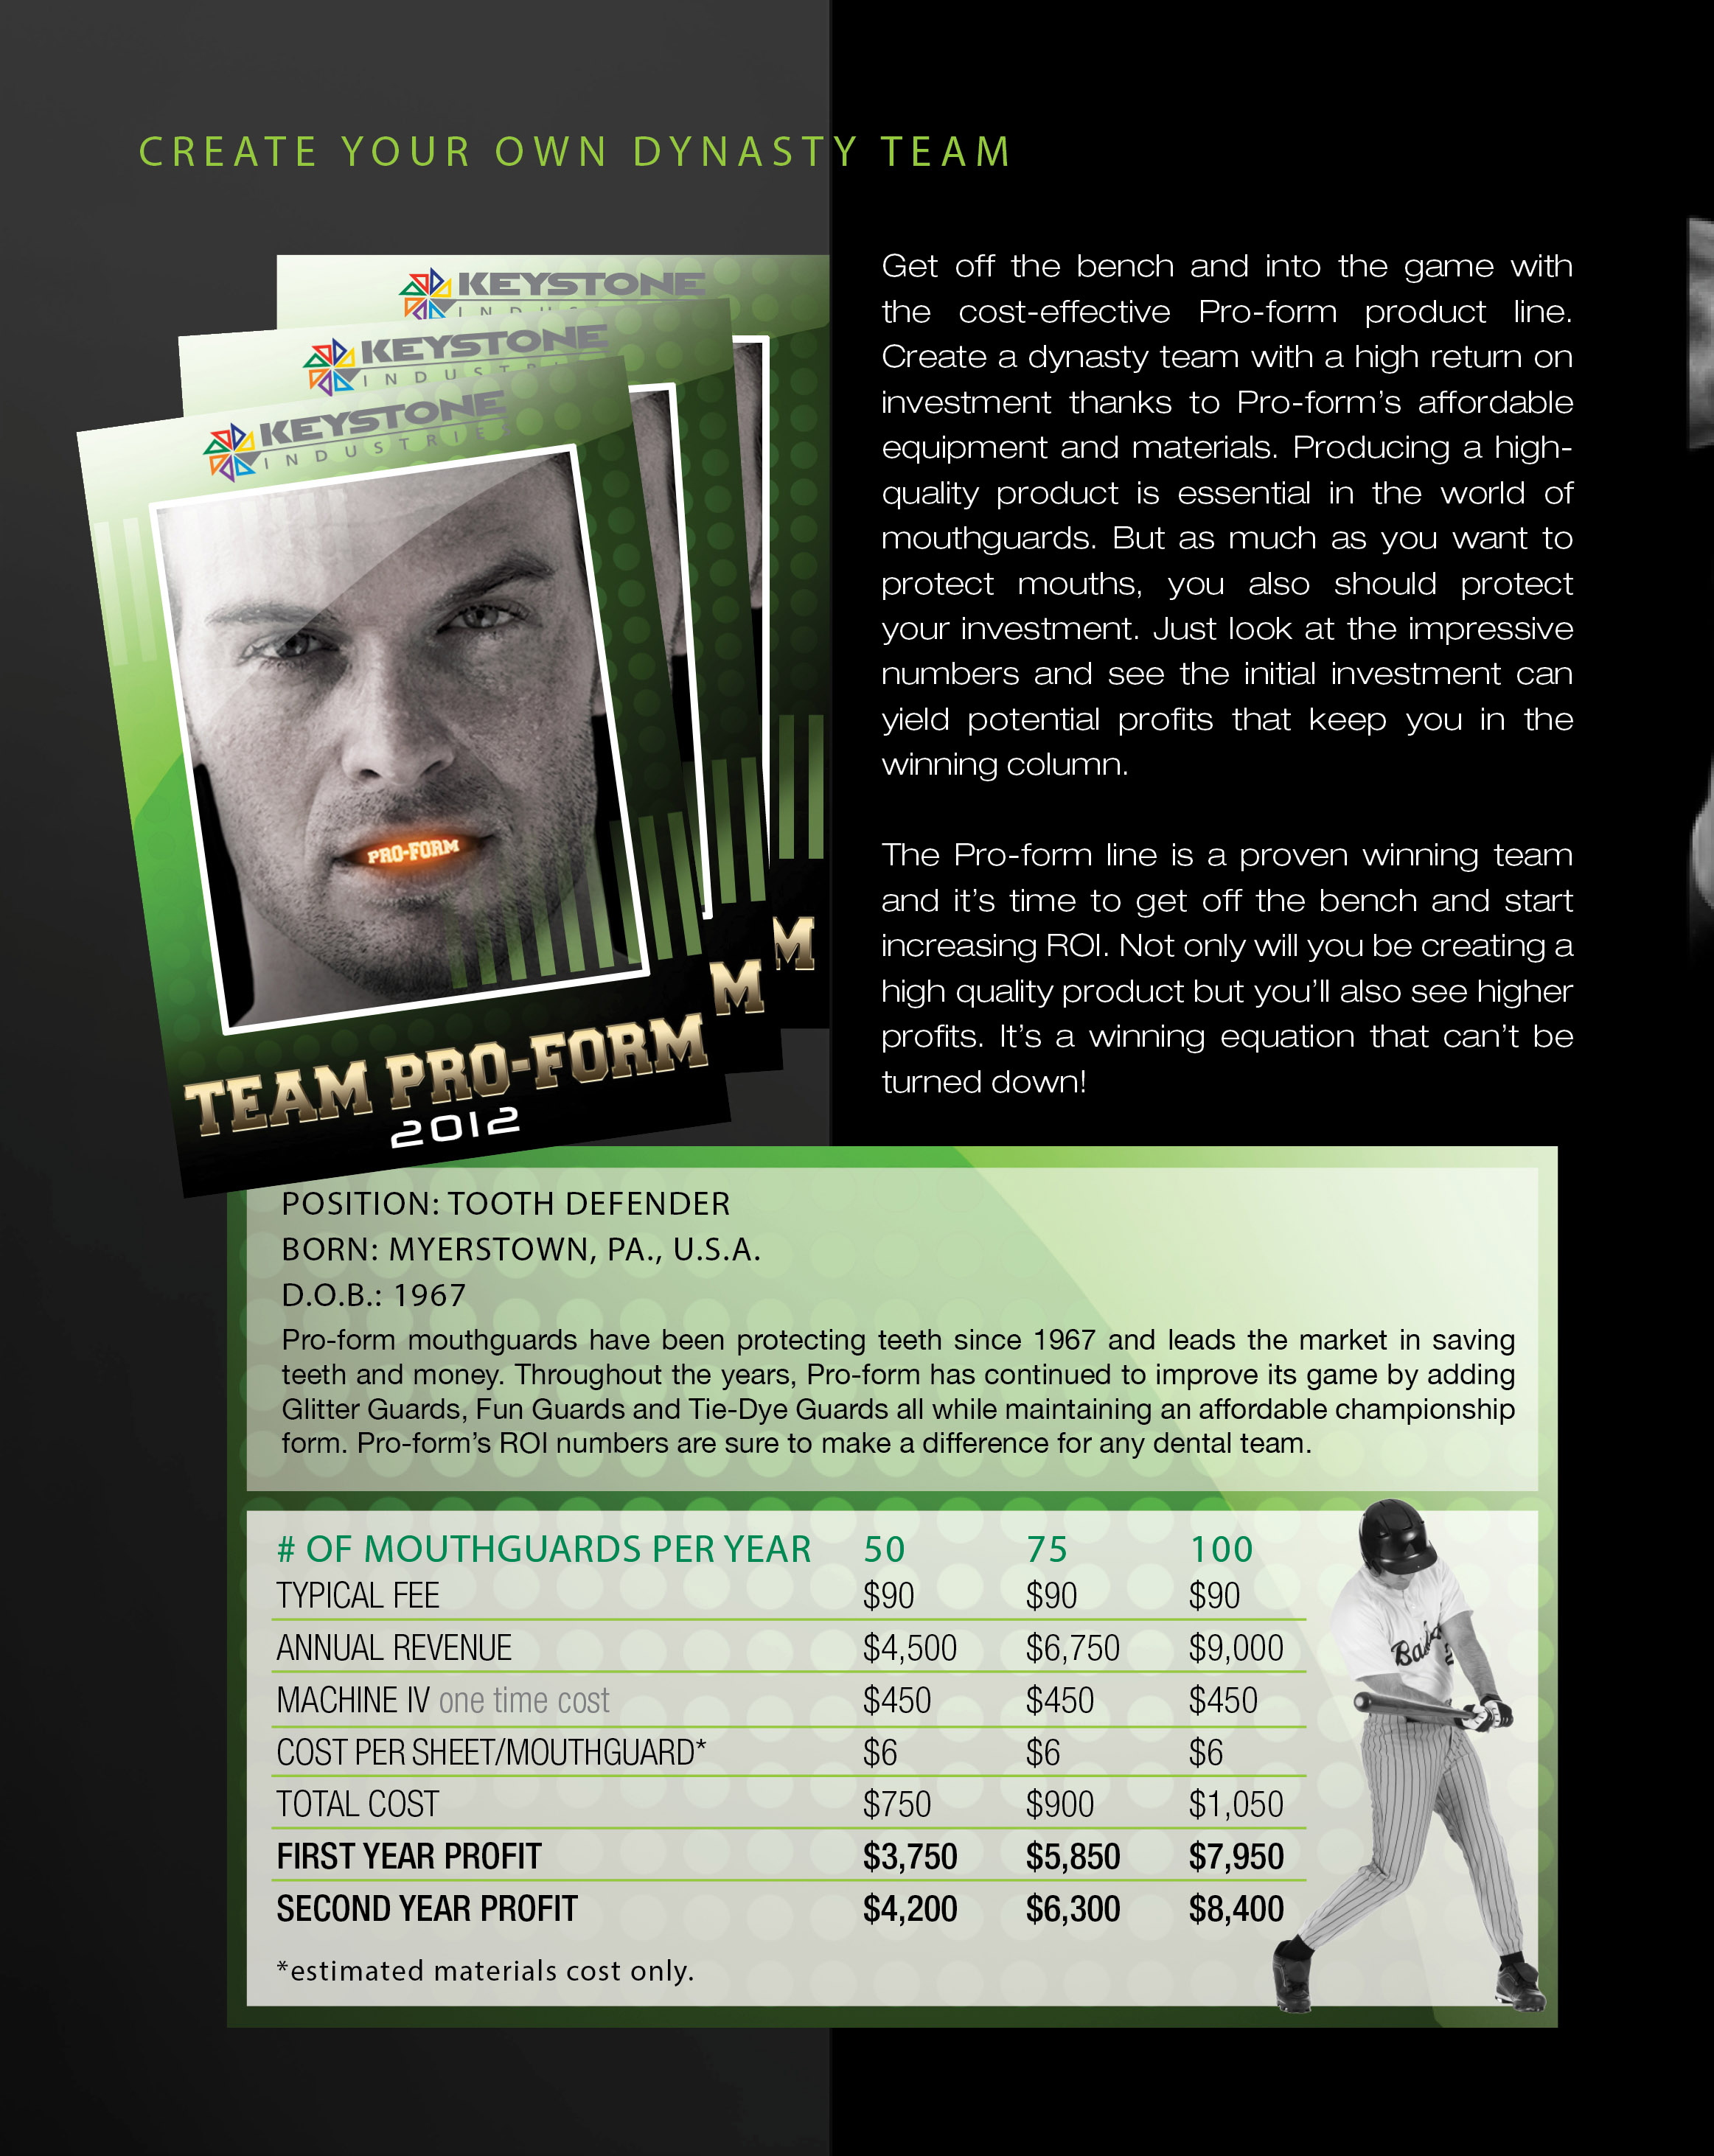 CREATE YOUR OWN DYNASTY TEAM
KEYSTONE
KEYSTONE
KEYSTONE
INDUSTRIES
PRO-FORM
M
M
TEAM PRO-FORM
2012
Get off the bench and into the game with
the cost-effective Pro-form product line.
Create a dynasty team with a high return on
investment thanks to Pro-form’s affordable
equipment and materials. Producing a high-
quality product is essential in the world of
mouthguards. But as much as you want to
protect mouths, you also should protect
your investment. Just look at the impressive
numbers and see the initial investment can
yield potential profits that keep you in the
winning column.
The Pro-form line is a proven winning team
and it’s time to get off the bench and start
increasing ROI. Not only will you be creating a
high quality product but you’ll also see higher
profits. It’s a winning equation that can’t be
turned down!
POSITION: TOOTH DEFENDER
BORN: MYERSTOWN, PA., U.S.A.
D.O.B.: 1967
Pro-form mouthguards have been protecting teeth since 1967 and leads the market in saving
teeth and money. Throughout the years, Pro-form has continued to improve its game by adding
Glitter Guards, Fun Guards and Tie-Dye Guards all while maintaining an affordable championship
form. Pro-form’s ROI numbers are sure to make a difference for any dental team.
# OF MOUTHGUARDS PER YEAR 50 75 100
TYPICAL FEE $90 $90 $90
ANNUAL REVENUE $4,500 $6,750 $9,000
MACHINE IV one time cost $450 $450 $450
COST PER SHEET/MOUTHGUARD* $6 $6 $6
TOTAL COST $750 $900 $1,050
FIRST YEAR PROFIT $3,750 $5,850 $7,950
SECOND YEAR PROFIT $4,200 $6,300 $8,400
*estimated materials cost only.